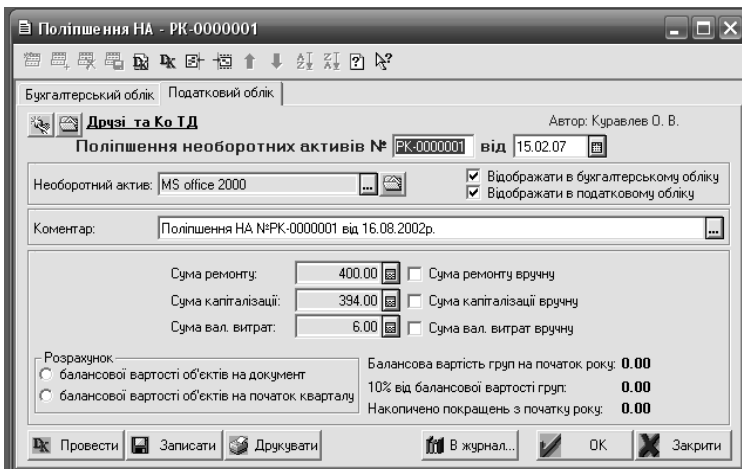 Поліпшення НА - РК-0000001
Бухгалтерський облік Податковий облік
Друзі та Ко ТД Автор: Куравлев О. В.
Поліпшення необоротних активів № РК-0000001 від 15.02.07
Необоротний актив: MS office 2000 ... Відображати в бухгалтерському обліку
Відображати в податковому обліку
Коментар: Поліпшення НА №РК-0000001 від 16.08.2002р. ...
Сума ремонту: 400.00 Сума ремонту вручну
Сума капіталізації: 394.00 Сума капіталізації вручну
Сума вал. витрат: 6.00 Сума вал. витрат вручну
Розрахунок
балансової вартості об'єктів на документ
балансової вартості об'єктів на початок кварталу
Балансова вартість груп на початок року: 0.00
10% від балансової вартості груп: 0.00
Накопичено покращень з початку року: 0.00
Провести Записати Друкувати В журнал... OK Закрити